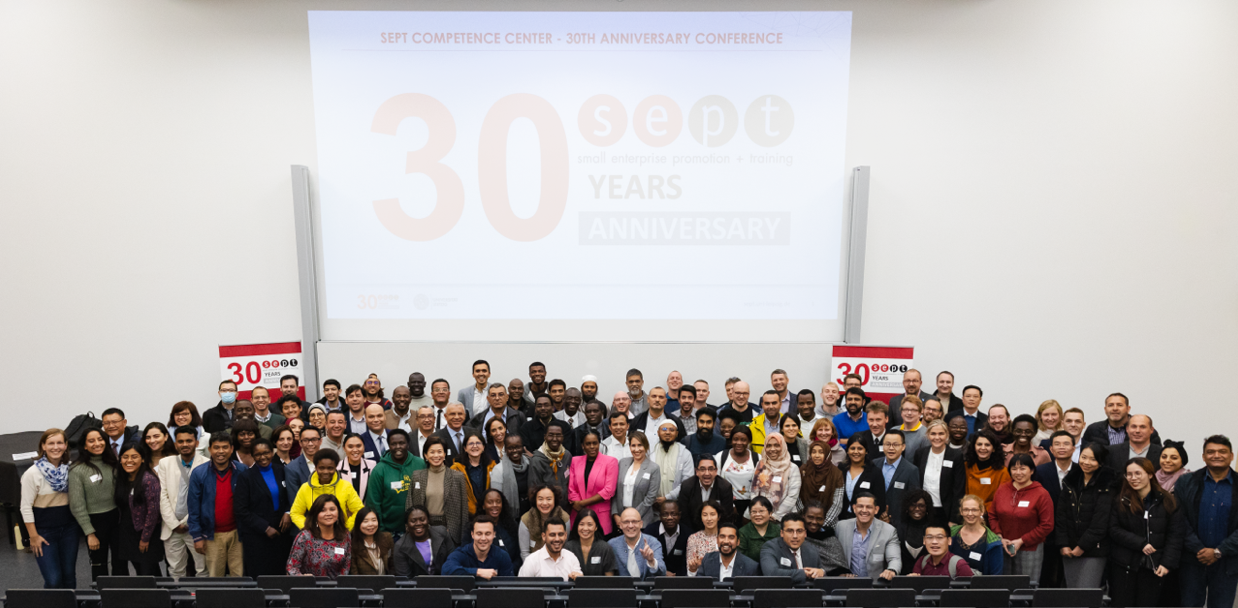 SEPT COMPETENCE CENTER - 30TH ANNIVERSARY CONFERENCE
30 sept
small enterprise promotion + training
YEARS
ANNIVERSARY
30
30 sept
YEARS
30 sept
YEARS